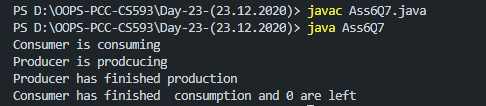 PS D:\OOPS-PCC-CS593\Day-23-(23.12.2020)> javac Ass6Q7.java
PS D:\OOPS-PCC-CS593\Day-23-(23.12.2020)> java Ass6Q7
Consumer is consuming
Producer is prodcucing
Producer has finished production
Consumer has finished  consumption and 0 are left